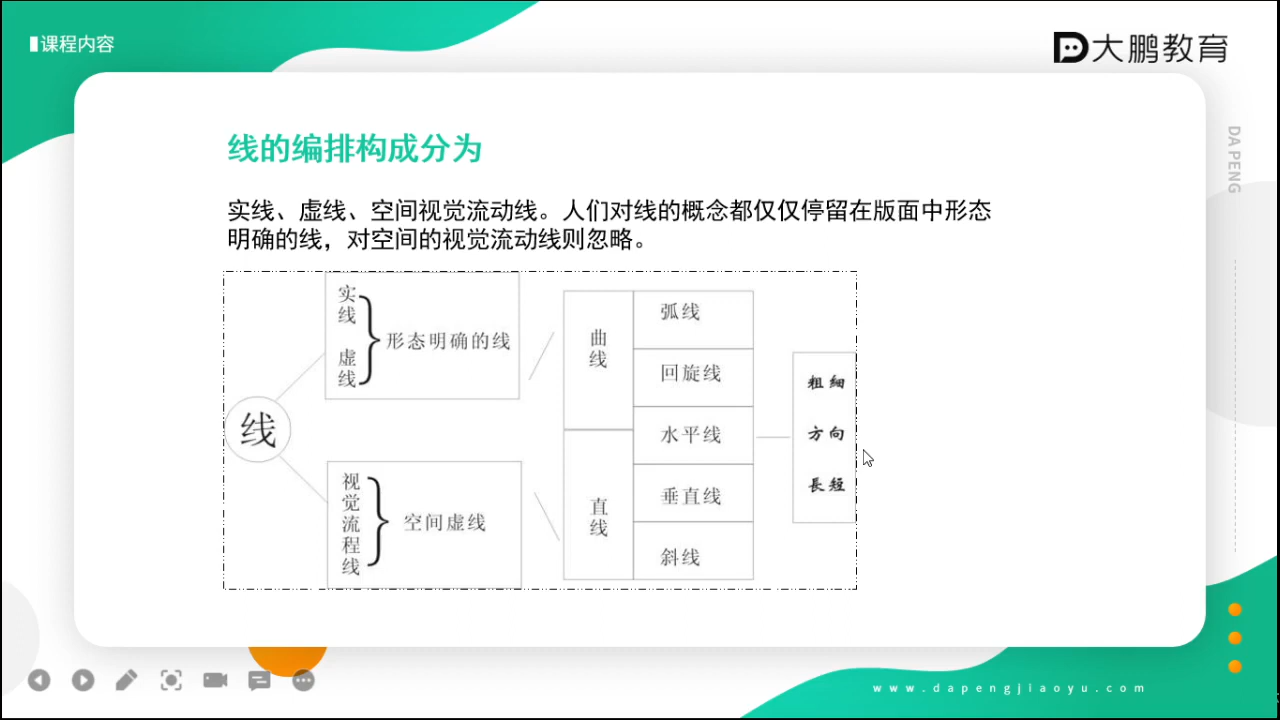 课程内容
大鹏教育
DA PENG
线的编排构成分为
实线、虚线、空间视觉流动线。人们对线的概念都仅仅停留在版面中形态
明确的线，对空间的视觉流动线则忽略。
线
实线
虚线
形态明确的线
视觉流程线
空间虚线
曲线
直线
弧线
回旋线
水平线
垂直线
斜线
粗细
方向
長短
www.dapengjiaoyu.com